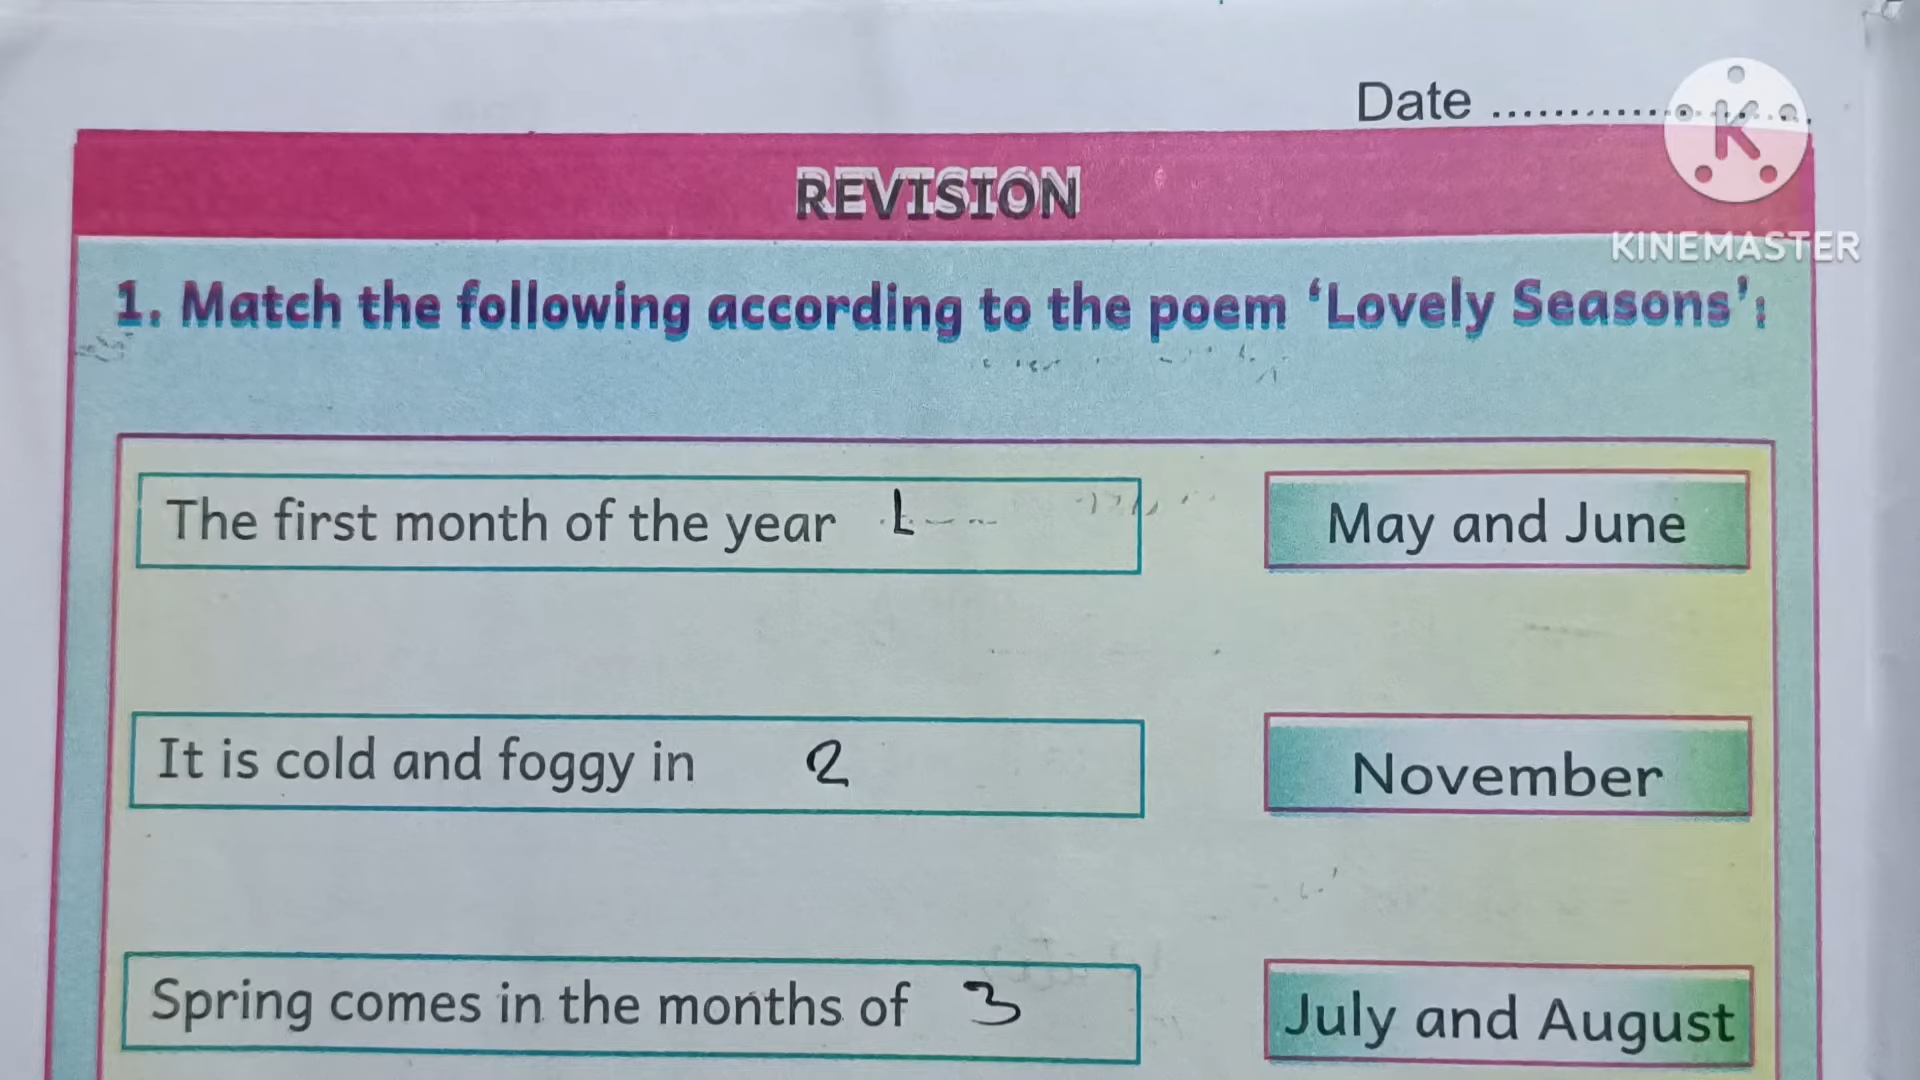 Date ....................
K
KINEMASTER
REVISION
1. Match the following according to the poem ‘Lovely Seasons’:
The first month of the year 1
May and June
It is cold and foggy in 2
November
Spring comes in the months of 3
July and August